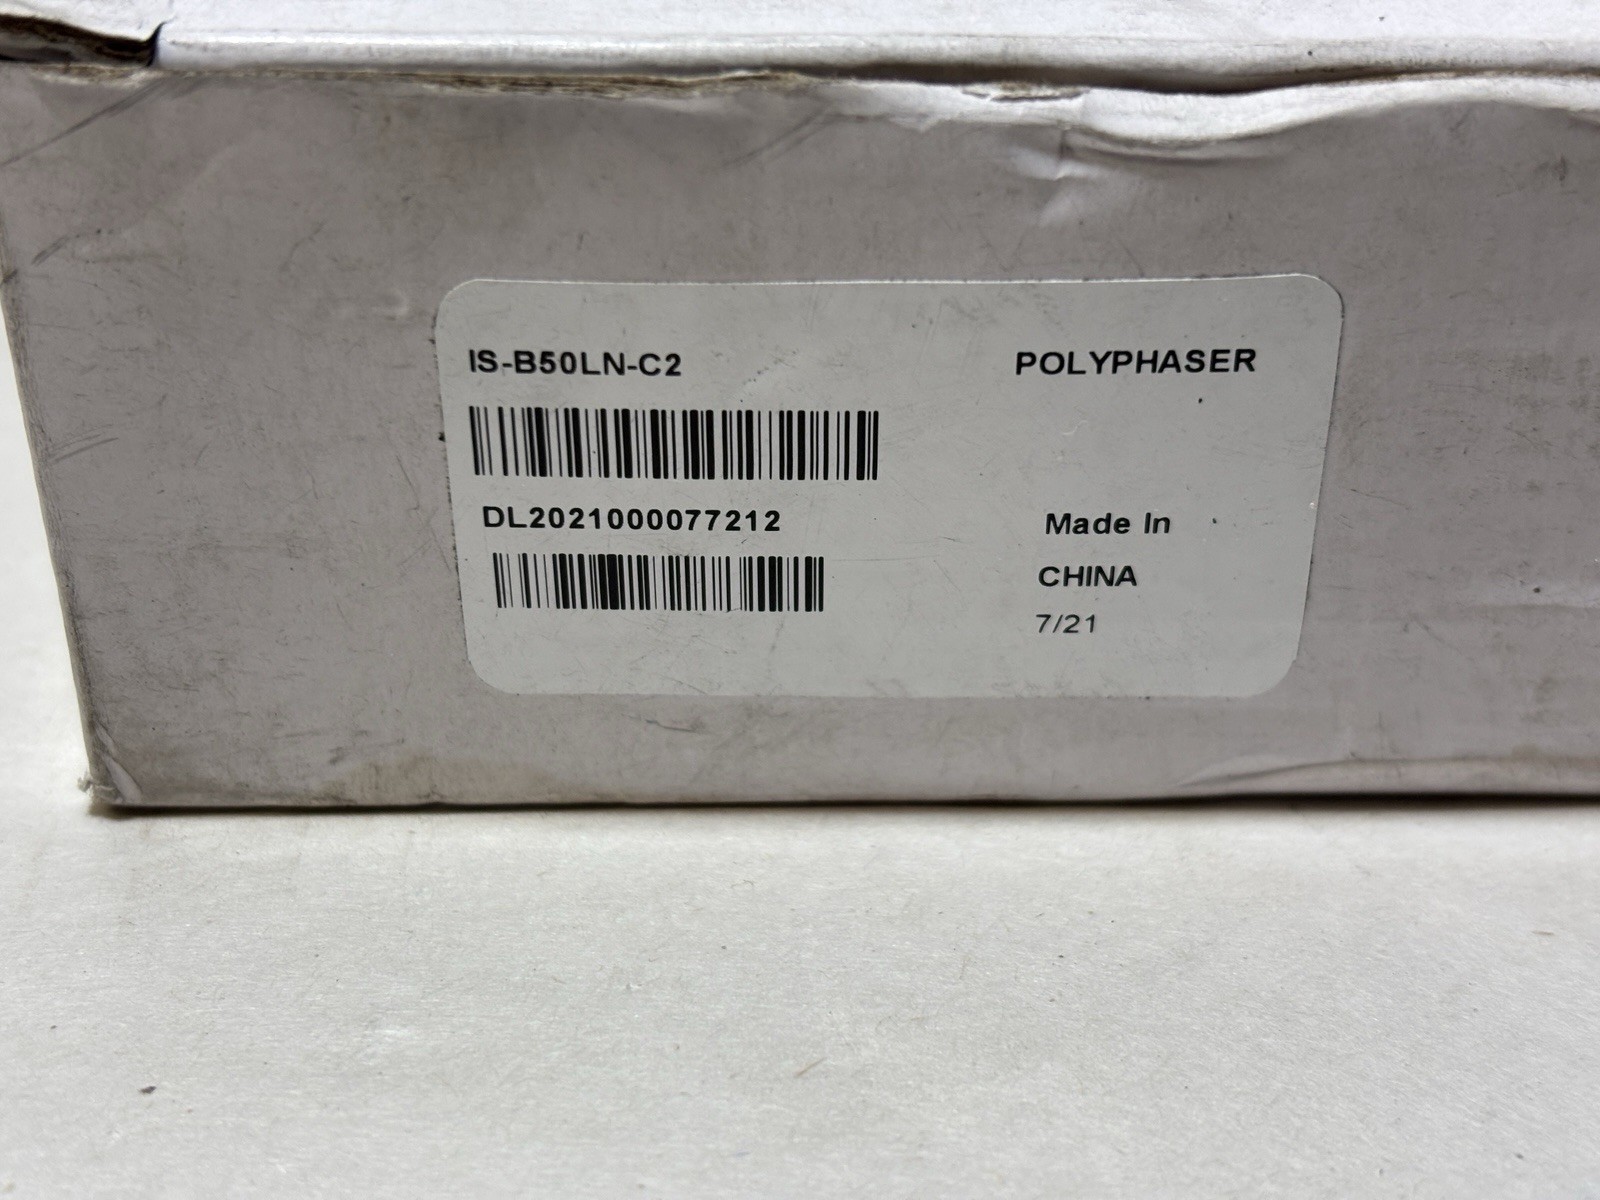 IS-B50LN-C2
POLYPHASER
DL2021000077212
Made In
CHINA
7/21